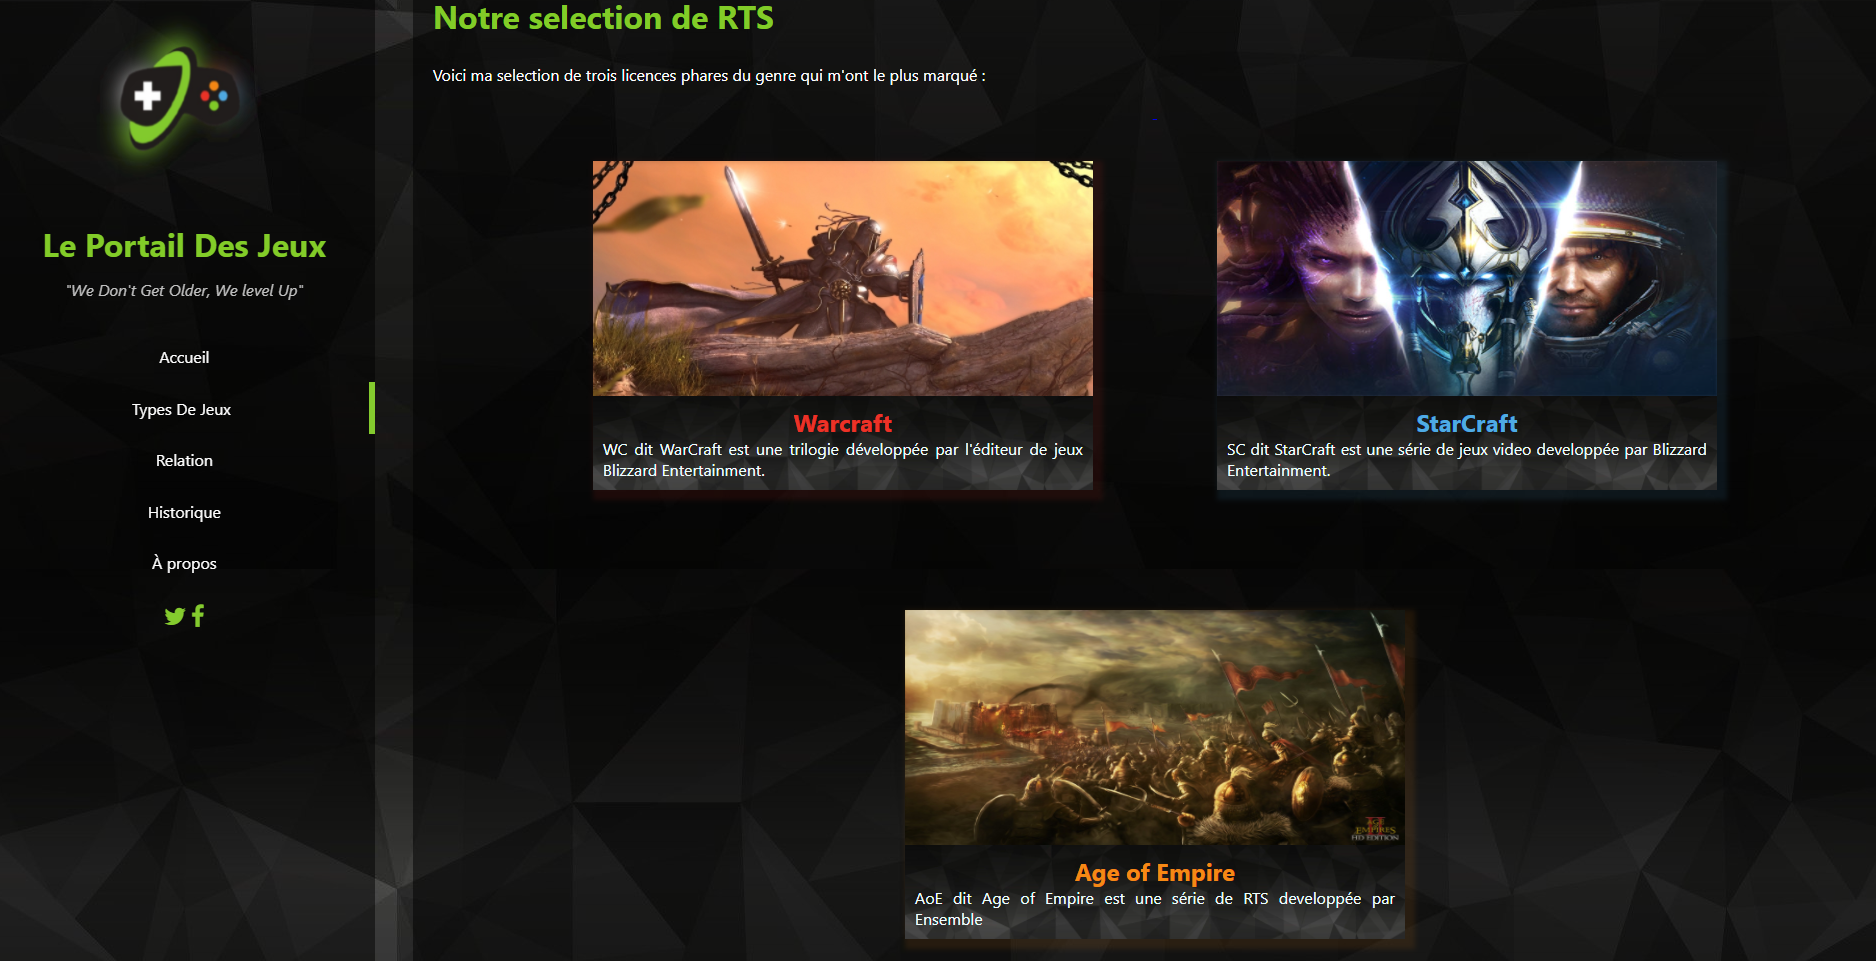 Notre selection de RTS
Voici ma selection de trois licences phares du genre qui m'ont le plus marqué :
Le Portail Des Jeux
"We Don't Get Older, We level Up"
Accueil
Types De Jeux
Relation
Historique
À propos
Warcraft
WC dit WarCraft est une trilogie développée par l'éditeur de jeux
Blizzard Entertainment.
StarCraft
SC dit StarCraft est une série de jeux video developpée par Blizzard
Entertainment.
AGE
EMPIRES
HD EDITION
Age of Empire
AoE dit Age of Empire est une série de RTS developpée par
Ensemble